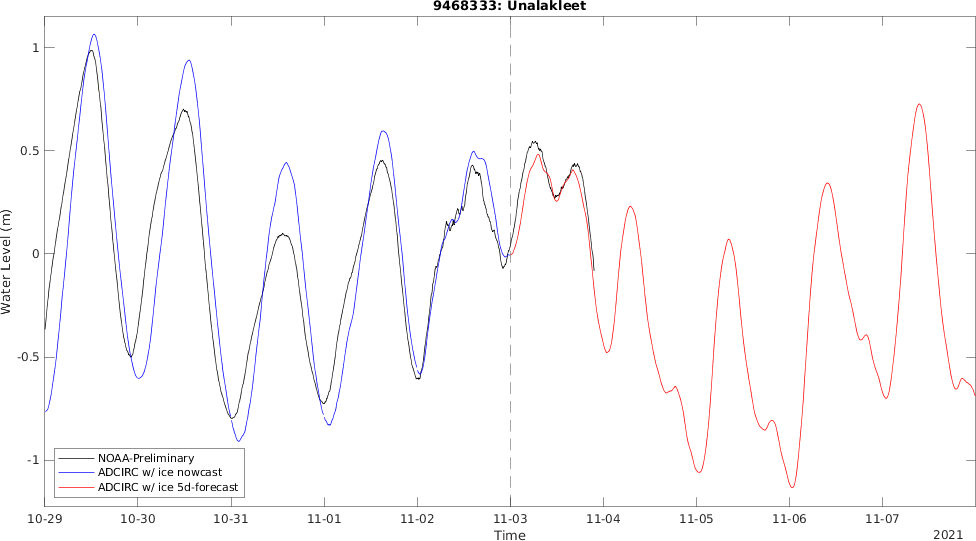 9468333: Unalakleet
Water Level (m)
1
0.5
0
-0.5
-1
NOAA-Preliminary
ADCIRC w/ ice nowcast
ADCIRC w/ ice 5d-forecast
10-29 10-30 10-31 11-01 11-02 11-03 11-04 11-05 11-06 11-07
Time
2021